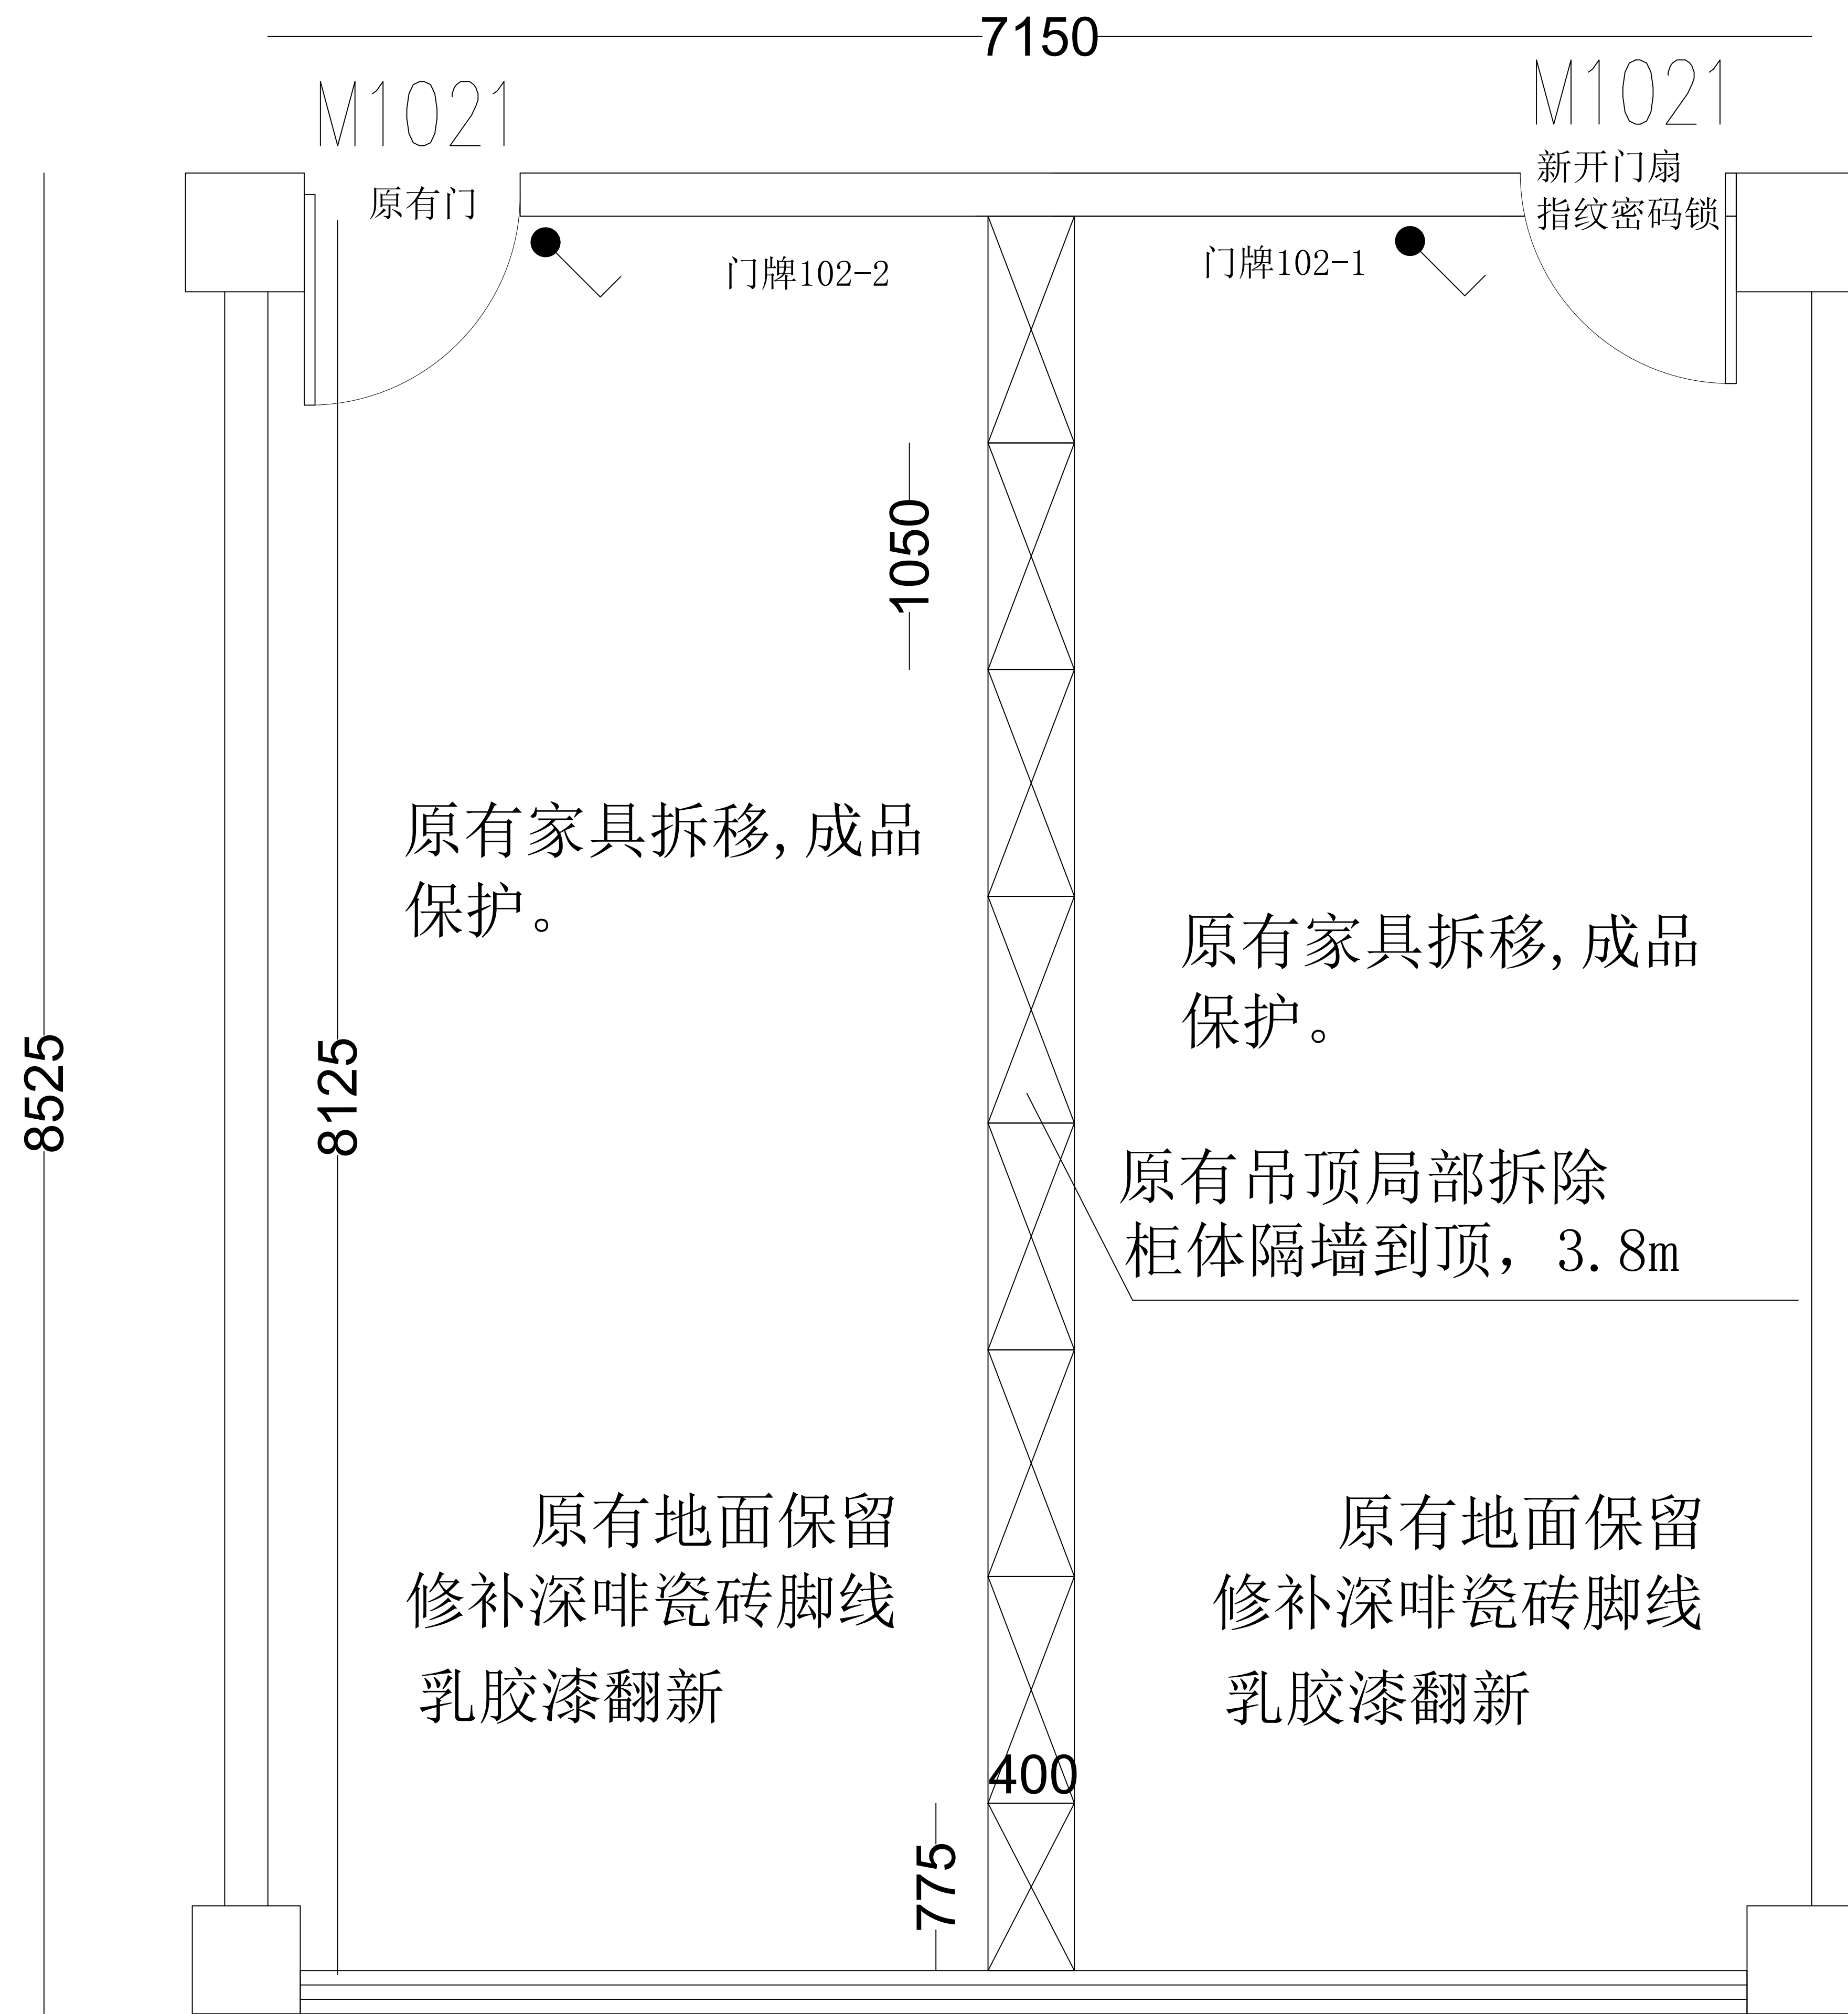 7150
M1021
M1021
原有门
新开门扇
指纹密码锁
门牌102-2
门牌102-1
1050
原有家具拆移,成品
保护。
原有家具拆移,成品
保护。
8525
8125
原有吊顶局部拆除
柜体隔墙到顶，3.8m
原有地面保留
修补深啡瓷砖脚线
乳胶漆翻新
原有地面保留
修补深啡瓷砖脚线
乳胶漆翻新
400
775